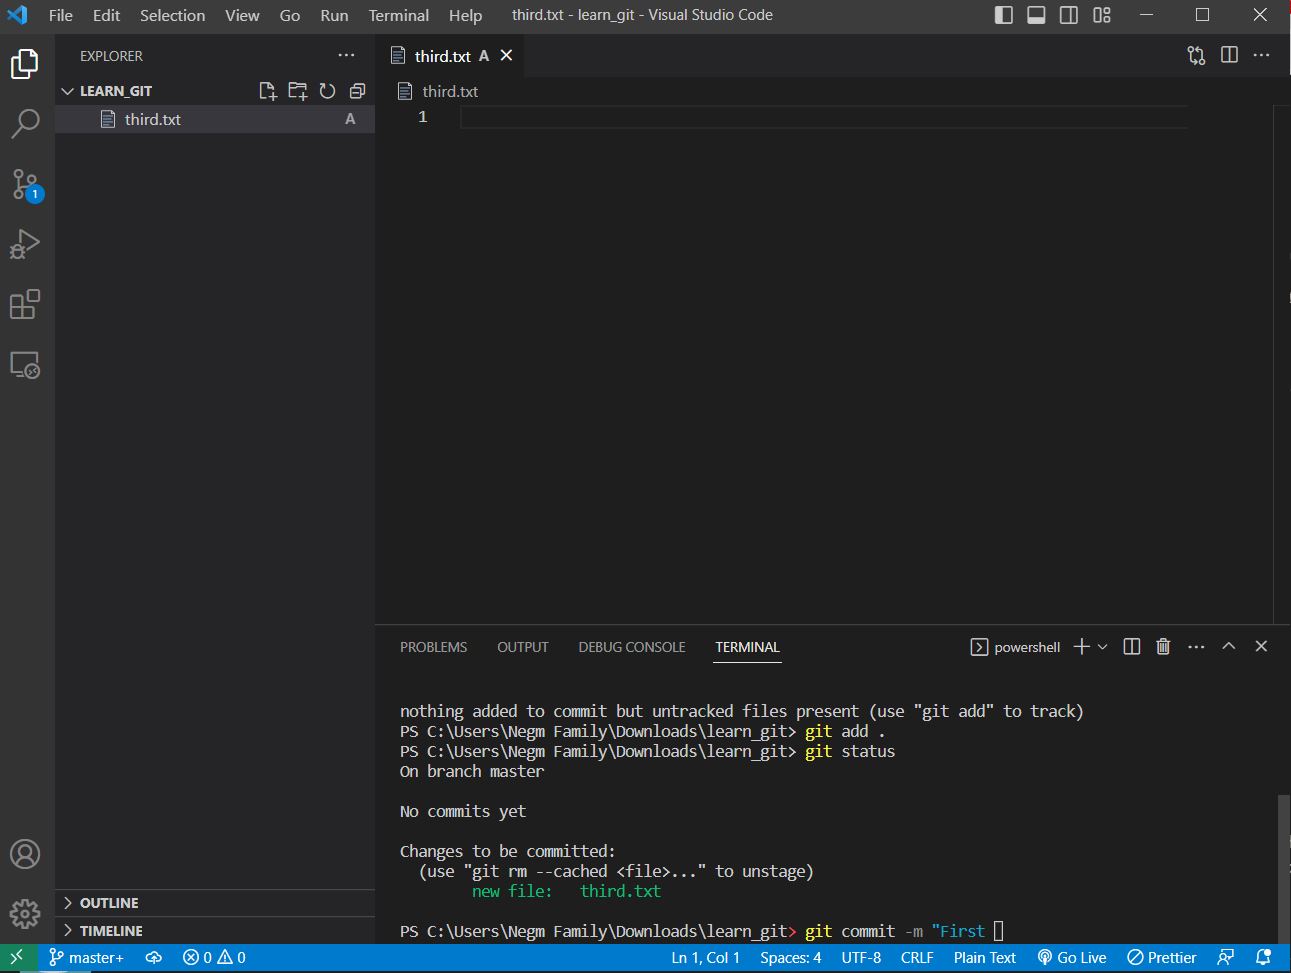 File Edit Selection View Go Run Terminal Help third.txt - learn_git - Visual Studio Code
EXPLORER
LEARN_GIT
third.txt A
1
OUTLINE
TIMELINE
third.txt A
third.txt
1
PROBLEMS OUTPUT DEBUG CONSOLE TERMINAL powershell
nothing added to commit but untracked files present (use "git add" to track)
PS C:\Users\Negm Family\Downloads\learn_git> git add .
PS C:\Users\Negm Family\Downloads\learn_git> git status
On branch master
No commits yet
Changes to be committed:
(use "git rm --cached <file>..." to unstage)
new file: third.txt
PS C:\Users\Negm Family\Downloads\learn_git> git commit -m "First
master+ 0 0 Ln 1, Col 1 Spaces: 4 UTF-8 CRLF Plain Text Go Live Prettier